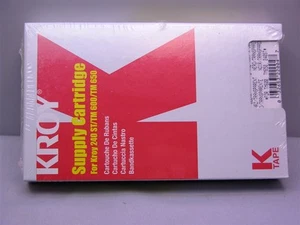 KROY
Supply Cartridge
For Kroy 240 ST/TM 600/TM 650
Cartouche De Rubans
Cartucho De Cintas
Cartuccia Nastro
Bandkassette
K
TAPE